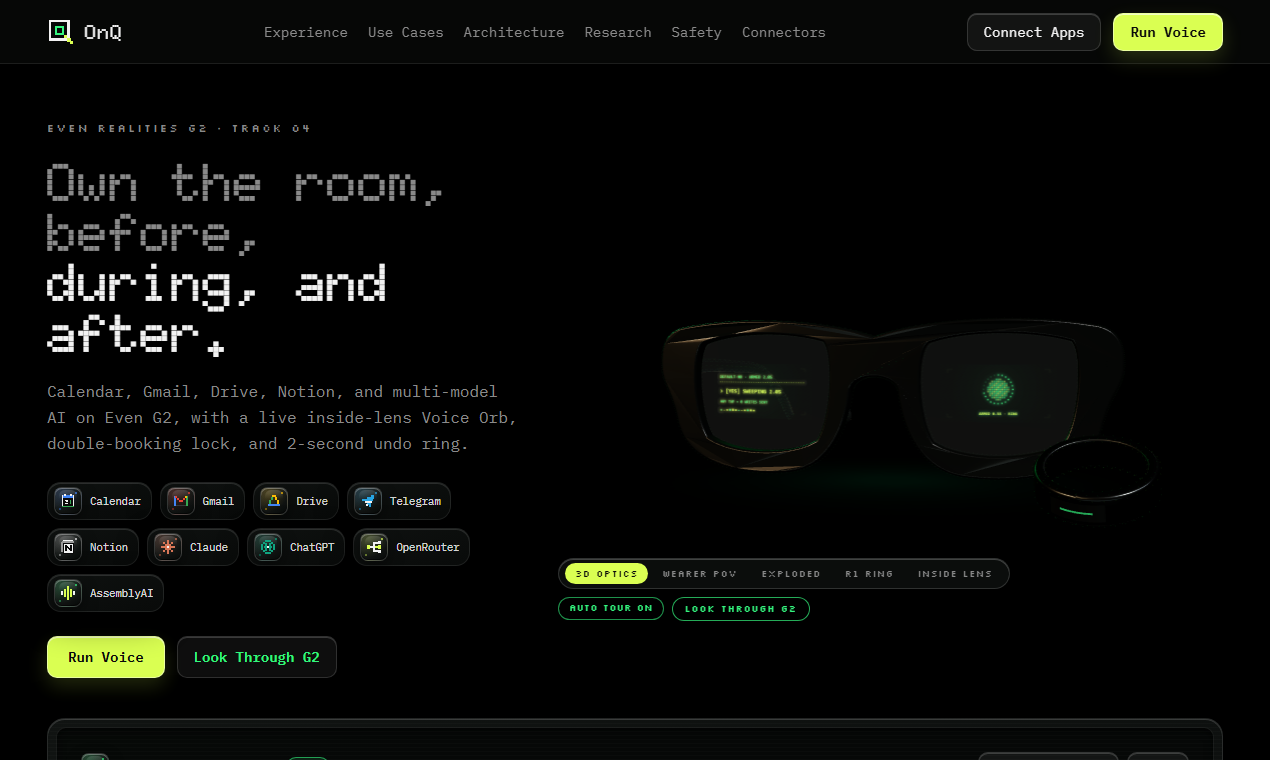 OnQ
Experience Use Cases Architecture Research Safety Connectors
Connect Apps
Run Voice
EVEN REALITIES G2 · TRACK 04
Own the room,
before,
during, and
after.
Calendar, Gmail, Drive, Notion, and multi-model
AI on Even G2, with a live inside-lens Voice Orb,
double-booking lock, and 2-second undo ring.
Calendar Gmail Drive Telegram
Notion Claude ChatGPT OpenRouter
AssemblyAI
Run Voice
Look Through G2
3D OPTICS WEARER POV EXPLODED R1 RING INSIDE LENS
AUTO TOUR ON LOOK THROUGH G2